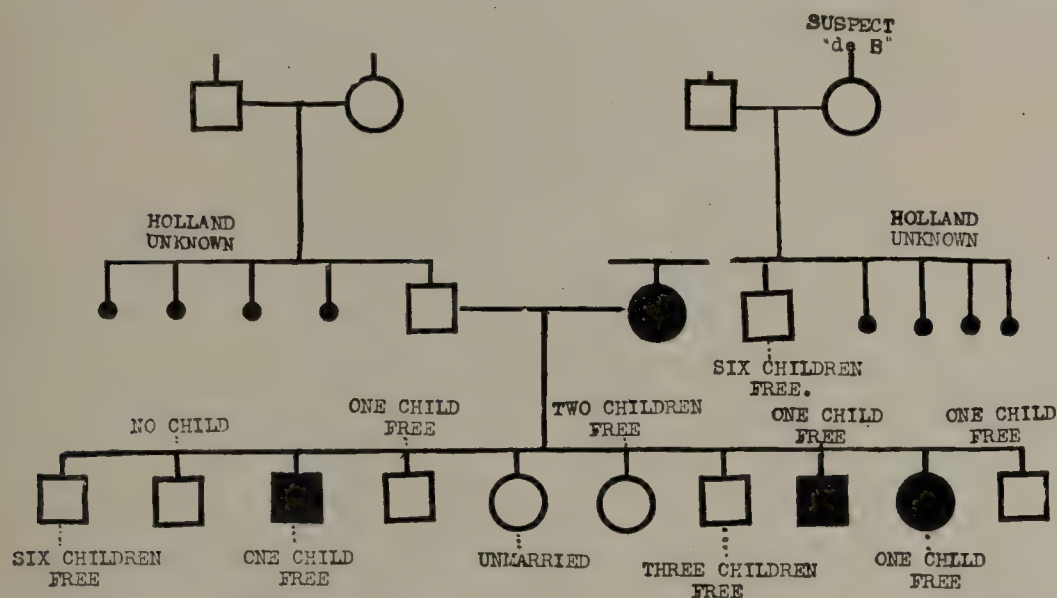 SUSPECT
"de B"
HOLLAND
UNKNOWN
HOLLAND
UNKNOWN
SIX CHILDREN
FREE.
NO CHILD
ONE CHILD
FREE
TWO CHILDREN
FREE
ONE CHILD
FREE
ONE CHILD
FREE
SIX CHILDREN
FREE
ONE CHILD
FREE
UNMARRIED
THREE CHILDREN
FREE
ONE CHILD
FREE